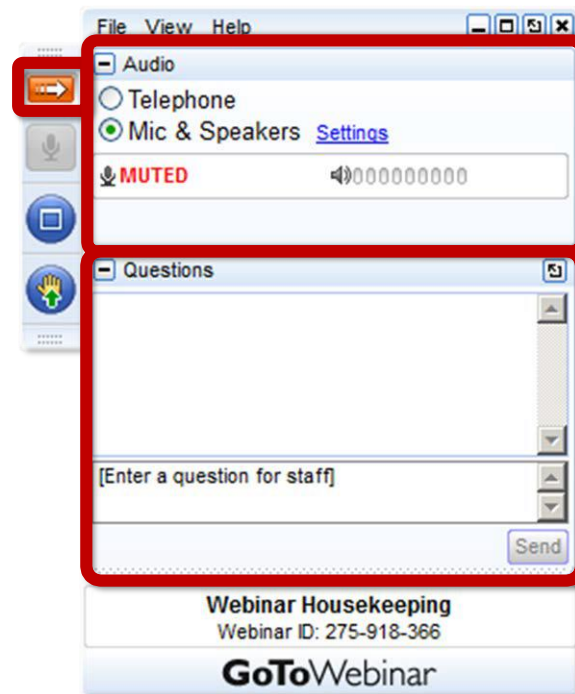 File View Help
Audio
Telephone
Mic & Speakers Settings
MUTED 000000000
Questions
[Enter a question for staff]
Send
Webinar Housekeeping
Webinar ID: 275-918-366
GoToWebinar